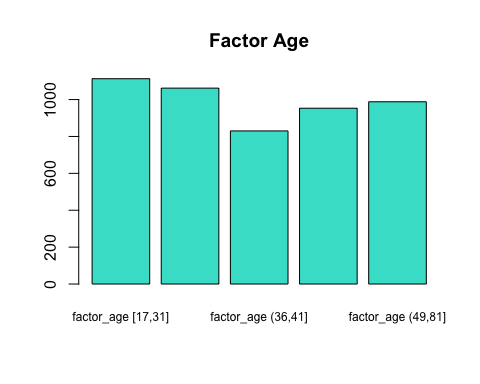 Factor Age
1000
600
200
0
factor_age [17,31] factor_age (36,41] factor_age (49,81]